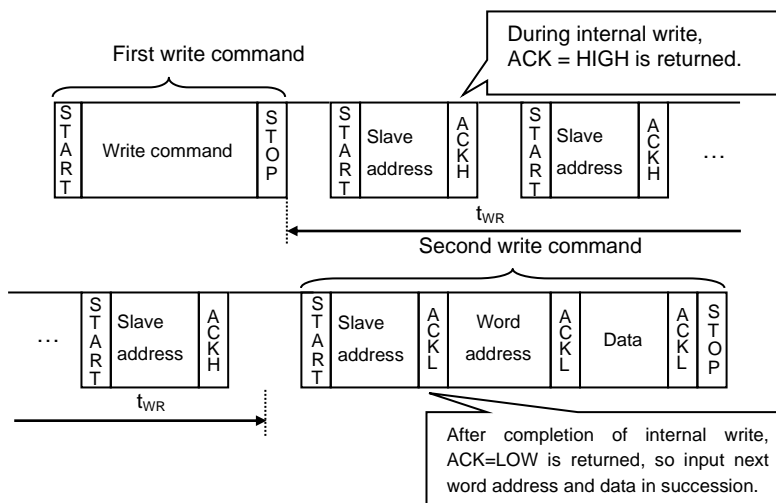 During internal write,
ACK = HIGH is returned.
First write command
START
Write command
STOP
START
Slave
address
ACKH
START
Slave
address
ACKH
…
tWR
Second write command
…
START
Slave
address
ACKH
START
Slave
address
ACKL
Word
address
ACKL
Data
ACKL
STOP
tWR
After completion of internal write,
ACK=LOW is returned, so input next
word address and data in succession.